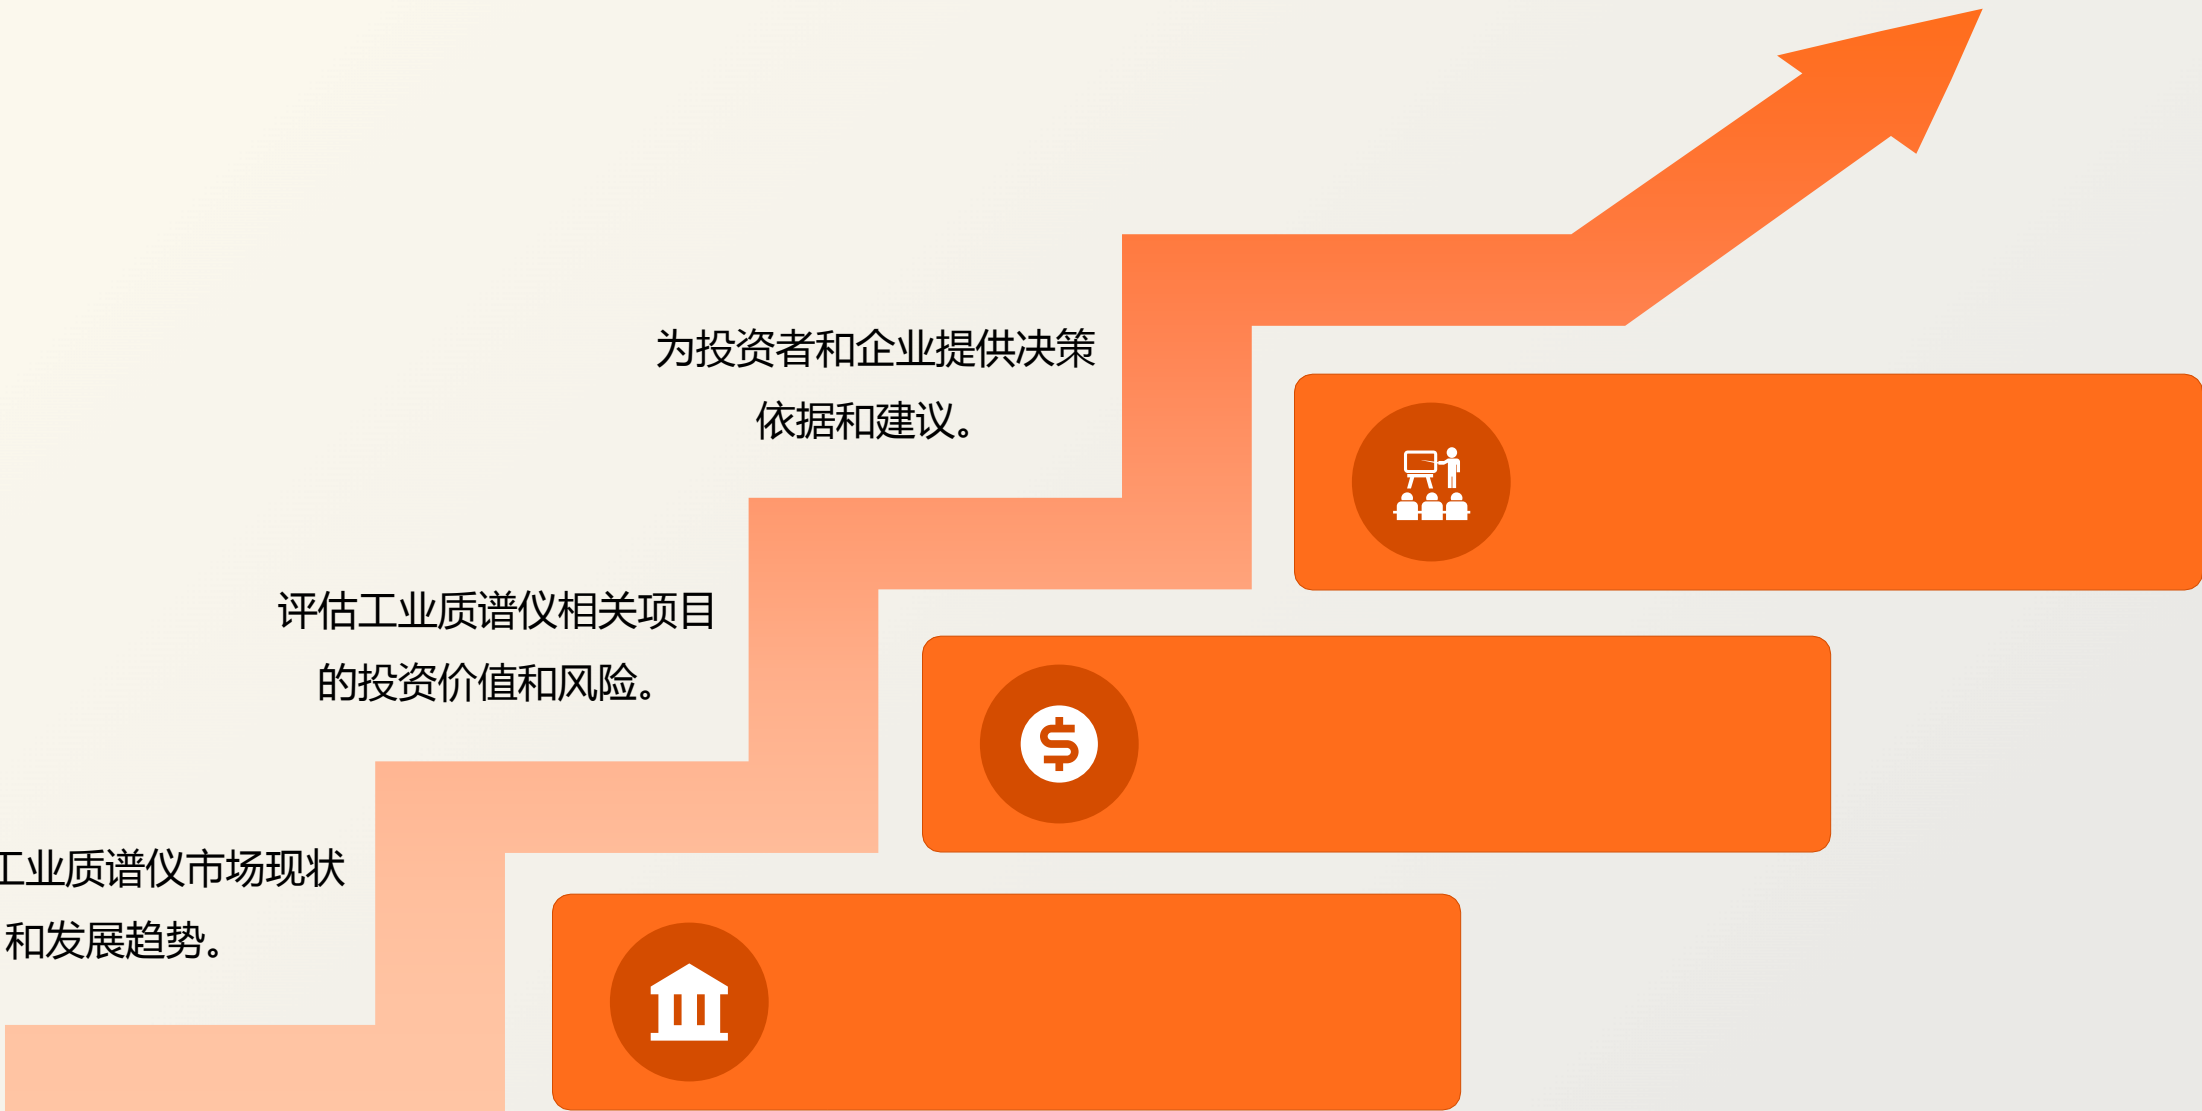 为投资者和企业提供决策
依据和建议。
评估工业质谱仪相关项目
的投资价值和风险。
工业质谱仪市场现状
和发展趋势。